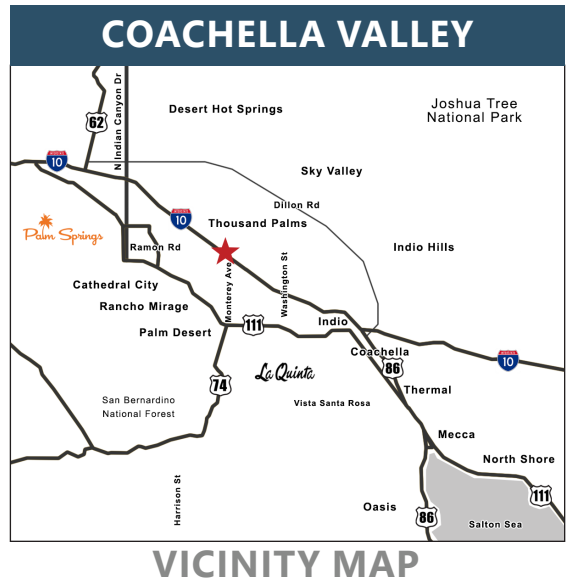 COACHELLA VALLEY
N Indian Canyon Dr
62
Desert Hot Springs
Joshua Tree
National Park
INTERSTATE
10
Sky Valley
Dillon Rd
10
Thousand Palms
Palm Springs
Ramon Rd
Indio Hills
Cathedral City
Monterey Ave
Washington St
Rancho Mirage
Palm Desert
111
Indio
Coachella
10
La Quinta
86
74
Thermal
San Bernardino
National Forest
Vista Santa Rosa
Mecca
North Shore
Harrison St
111
Oasis
86
Salton Sea
VICINITY MAP